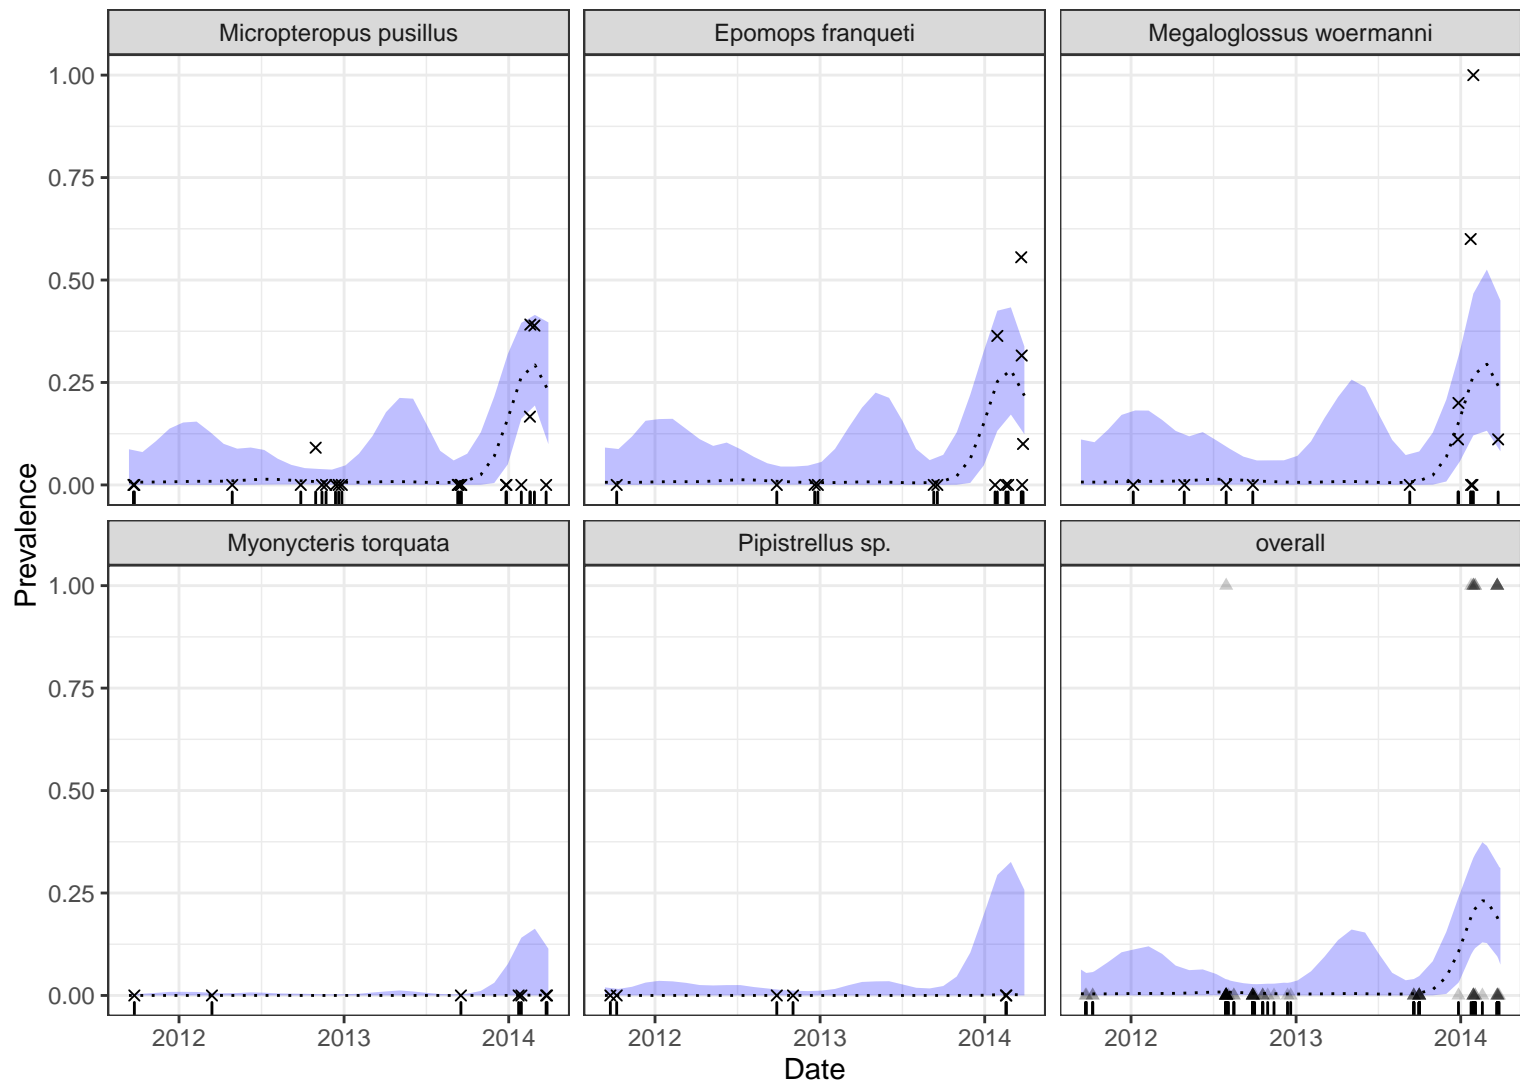 Micropteropus pusillus
Epomops franqueti
Megaloglossus woermanni
1.00
0.75
0.50
0.25
0.00
Prevalence
Myonycteris torquata
Pipistrellus sp.
overall
1.00
0.75
0.50
0.25
0.00
2012 2013 2014
2012 2013 2014
2012 2013 2014
Date